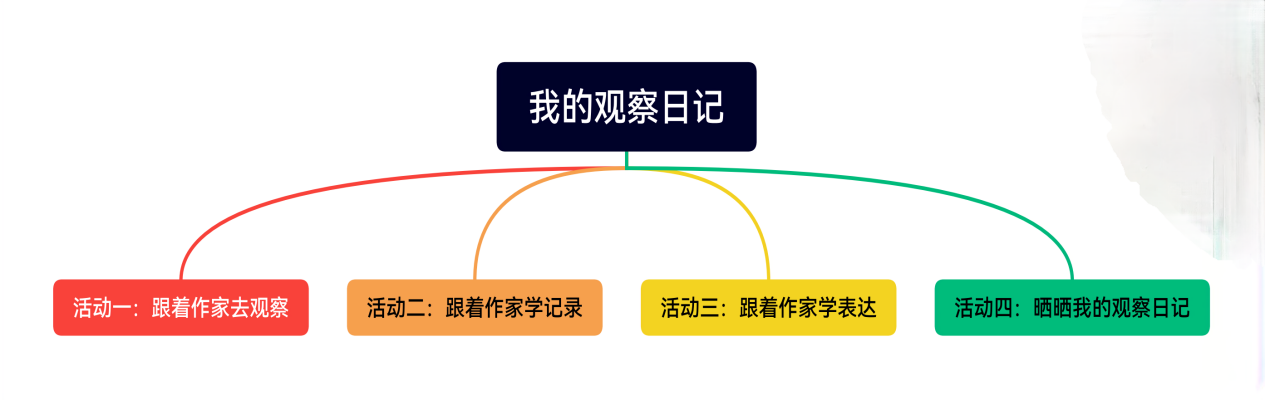 我的观察日记
活动一：跟着作家去观察
活动二：跟着作家学记录
活动三：跟着作家学表达
活动四：晒晒我的观察日记